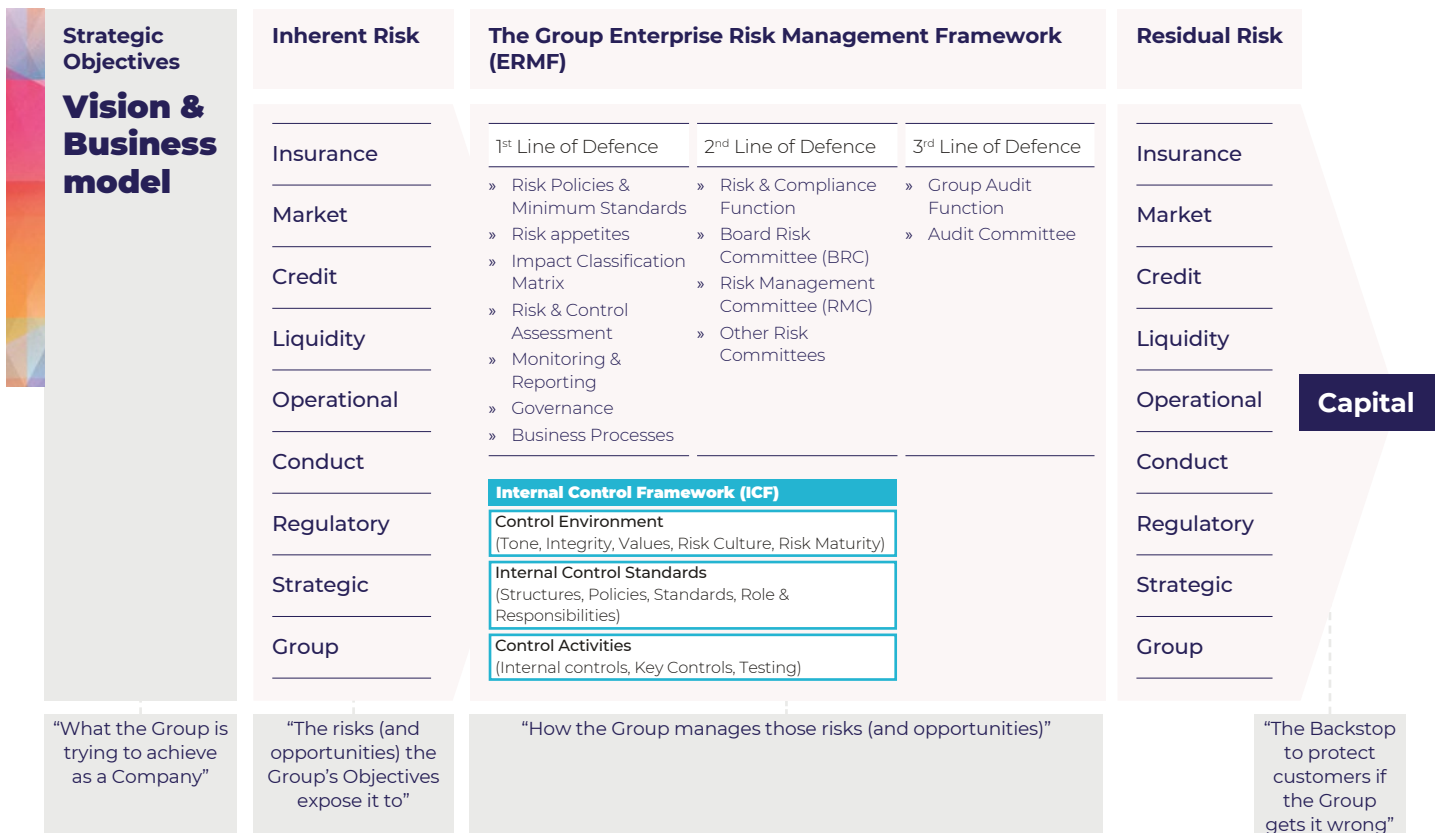 Strategic
Objectives
Vision &
Business
model
Inherent Risk
Insurance
Market
Credit
Liquidity
Operational
Conduct
Regulatory
Strategic
Group
The Group Enterprise Risk Management Framework
(ERMF)
1st Line of Defence
» Risk Policies &
Minimum Standards
» Risk appetites
» Impact Classification
Matrix
» Risk & Control
Assessment
» Monitoring &
Reporting
» Governance
» Business Processes
2nd Line of Defence
» Risk & Compliance
Function
» Board Risk
Committee (BRC)
» Risk Management
Committee (RMC)
» Other Risk
Committees
3rd Line of Defence
» Group Audit
Function
» Audit Committee
Internal Control Framework (ICF)
Control Environment
(Tone, Integrity, Values, Risk Culture, Risk Maturity)
Internal Control Standards
(Structures, Policies, Standards, Role &
Responsibilities)
Control Activities
(Internal controls, Key Controls, Testing)
Residual Risk
Insurance
Market
Credit
Liquidity
Operational
Conduct
Regulatory
Strategic
Group
Capital
“What the Group is
trying to achieve
as a Company”
“The risks (and
opportunities) the
Group’s Objectives
expose it to”
“How the Group manages those risks (and opportunities)”
“The Backstop
to protect
customers if
the Group
gets it wrong”